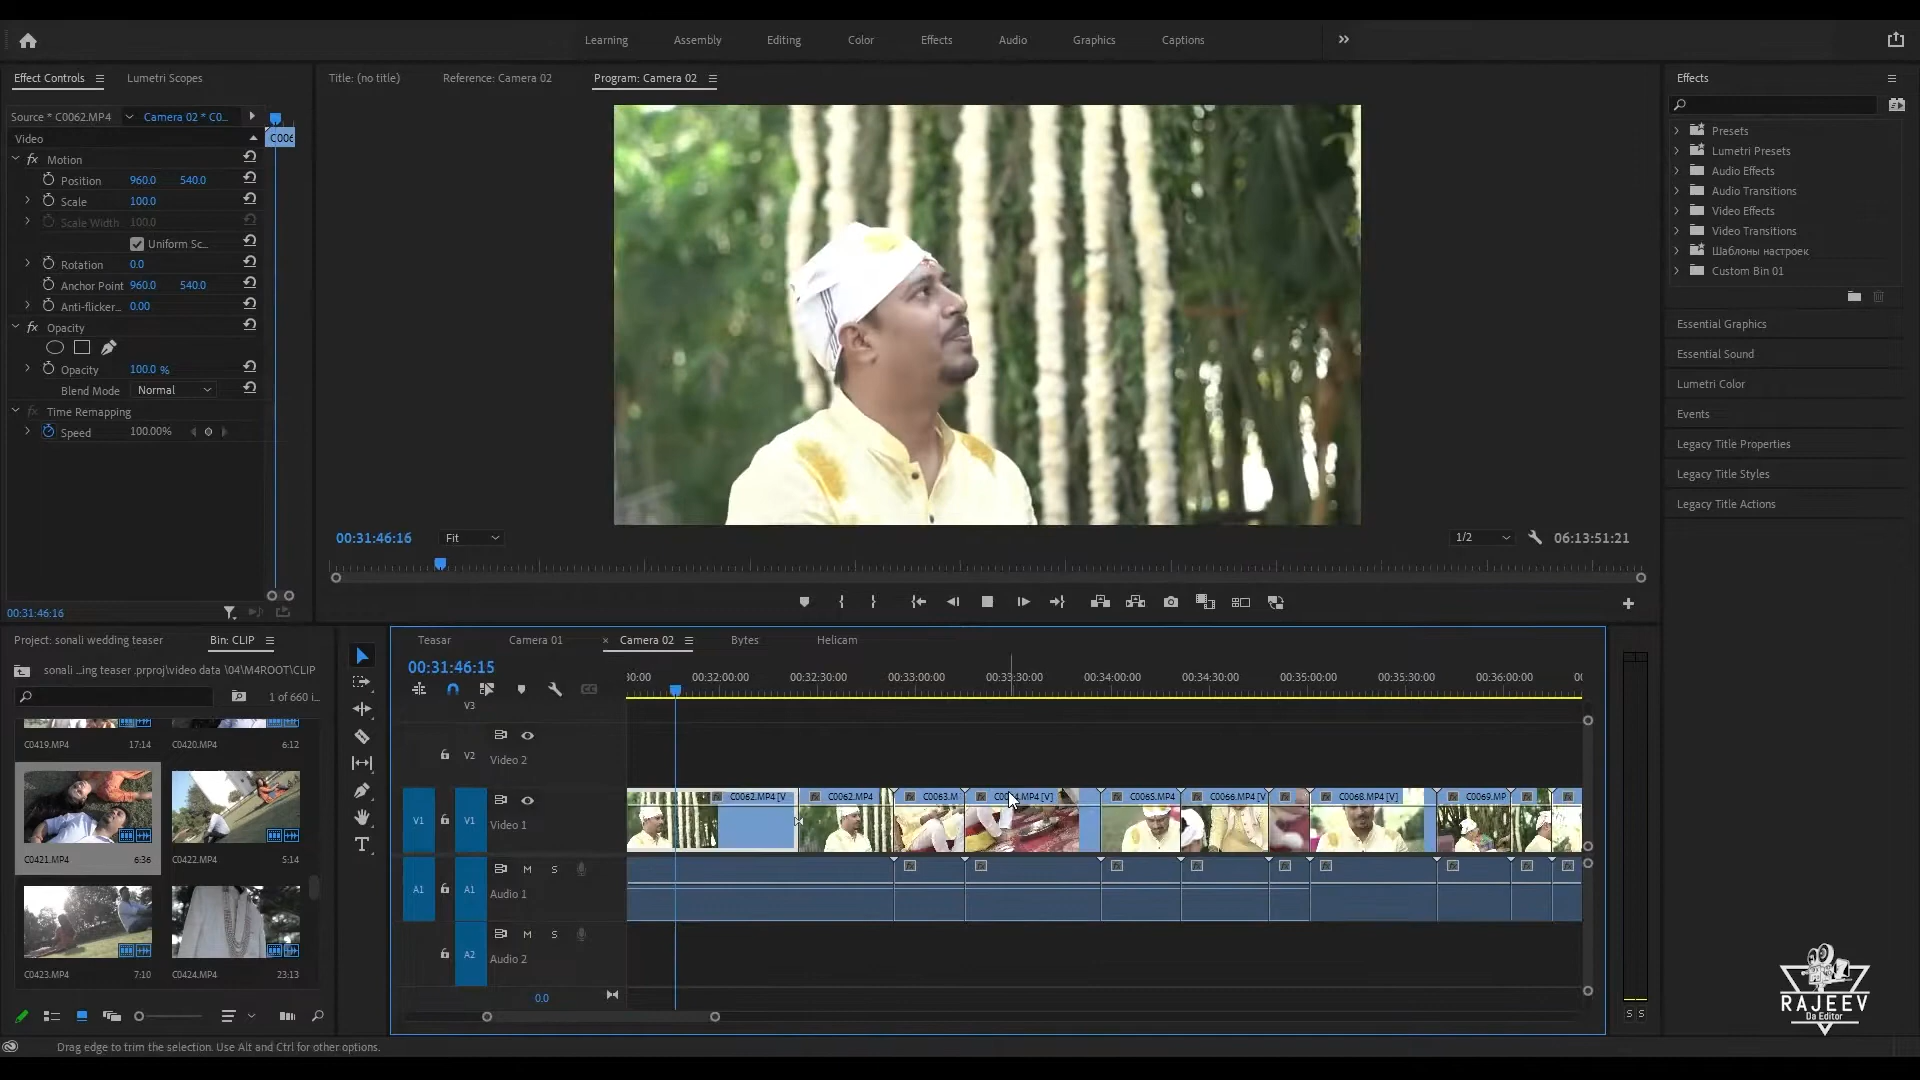 Learning Assembly Editing Color Effects Audio Graphics Captions
Effect Controls Lumetri Scopes
Title: (no title) Reference: Camera 02 Program: Camera 02
Effects
Source * C0062.MP4 Camera 02 * C0...
C006
Video
Motion
Position 960.0 540.0
Scale 100.0
Scale Width 100.0
Uniform Sc...
Rotation 0.0
Anchor Point 960.0 540.0
Anti-flicker... 0.00
Opacity
Opacity 100.0 %
Blend Mode Normal
Time Remapping
Speed 100.00%
00:31:46:16
00:31:46:16 Fit 1/2 06:13:51:21
Presets
Lumetri Presets
Audio Effects
Audio Transitions
Video Effects
Video Transitions
Шаблоны настроек
Custom Bin 01
Essential Graphics
Essential Sound
Lumetri Color
Events
Legacy Title Properties
Legacy Title Styles
Legacy Title Actions
Project: sonali wedding teaser Bin: CLIP
sonali ...ing teaser .prproj\video data \04\M4ROOT\CLIP
1 of 660 i...
C0419.MP4 17:14 C0420.MP4 6:12
C0421.MP4 6:36 C0422.MP4 5:14
C0423.MP4 7:10 C0424.MP4 23:13
Teasar Camera 01 × Camera 02 Bytes Helicam
00:31:46:15
00:32:00:00 00:32:30:00 00:33:00:00 00:33:30:00 00:34:00:00 00:34:30:00 00:35:00:00 00:35:30:00 00:36:00:00
V3
V2 Video 2
V1 V1 Video 1
C0062.MP4 [V C0062.MP4 C0063.M .MP4 [V] C0065.MP4 C0066.MP4 [V C0068.MP4 [V] C0069.MP
M S
A1 A1 Audio 1
M S
A2 Audio 2
0.0
S S
Drag edge to trim the selection. Use Alt and Ctrl for other options.
RAJEEV
Da Editor